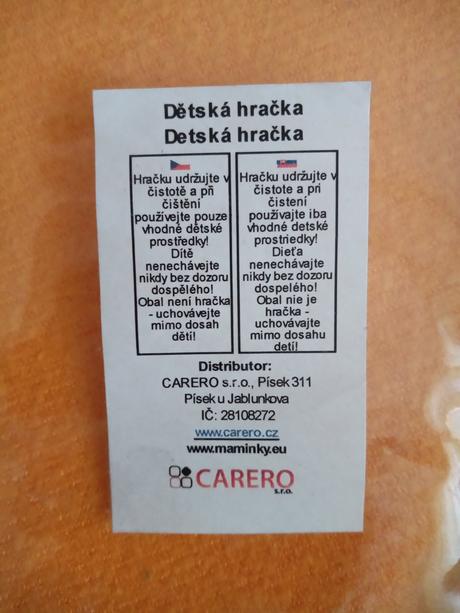 Dětská hračka
Detská hračka
Hračku udržujte v
čistotě a při
čištění
používejte pouze
vhodné dětské
prostředky!
Dítě
nenechávejte
nikdy bez dozoru
dospělého!
Obal není hračka
- uchovávejte
mimo dosah
dětí!
Hračku udržujte v
čistote a pri
čistení
používajte iba
vhodné detské
prostriedky!
Dieťa
nenechávajte
nikdy bez dozoru
dospelého!
Obal nie je
hračka -
uchovávajte
mimo dosahu
detí!
Distributor:
CARERO s.r.o., Písek 311
Písek u Jablunkova
IČ: 28108272
www.carero.cz
www.maminky.eu
CARERO
s.r.o.